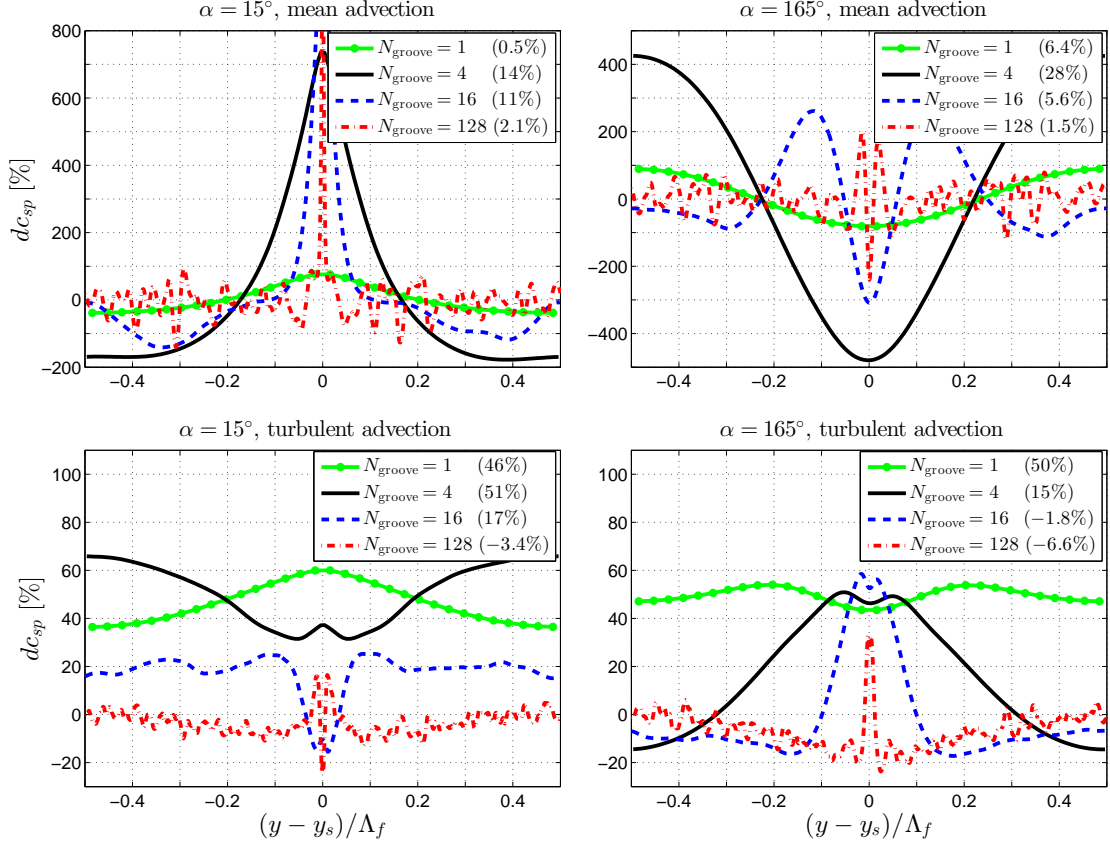 α = 15°, mean advection
800
600
400
200
0
−200
−0.4
−0.2
0
0.2
0.4
dc_sp [%]
N_groove = 1 (0.5%)
N_groove = 4 (14%)
N_groove = 16 (11%)
N_groove = 128 (2.1%)
α = 165°, mean advection
400
200
0
−200
−400
−0.4
−0.2
0
0.2
0.4
N_groove = 1 (6.4%)
N_groove = 4 (28%)
N_groove = 16 (5.6%)
N_groove = 128 (1.5%)
α = 15°, turbulent advection
100
80
60
40
20
0
−20
−0.4
−0.2
0
0.2
0.4
dc_sp [%]
(y − y_s)/Λ_f
N_groove = 1 (46%)
N_groove = 4 (51%)
N_groove = 16 (17%)
N_groove = 128 (−3.4%)
α = 165°, turbulent advection
100
80
60
40
20
0
−20
−0.4
−0.2
0
0.2
0.4
(y − y_s)/Λ_f
N_groove = 1 (50%)
N_groove = 4 (15%)
N_groove = 16 (−1.8%)
N_groove = 128 (−6.6%)